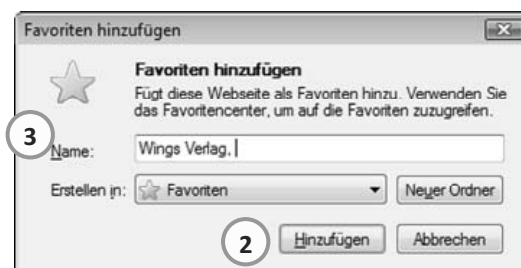 Favoriten hinzufügen
Favoriten hinzufügen
Fügt diese Webseite als Favoriten hinzu. Verwenden Sie
das Favoritencenter, um auf die Favoriten zuzugreifen.
3
Name: Wings Verlag,
Erstellen in: Favoriten Neuer Ordner
2 Hinzufügen Abbrechen